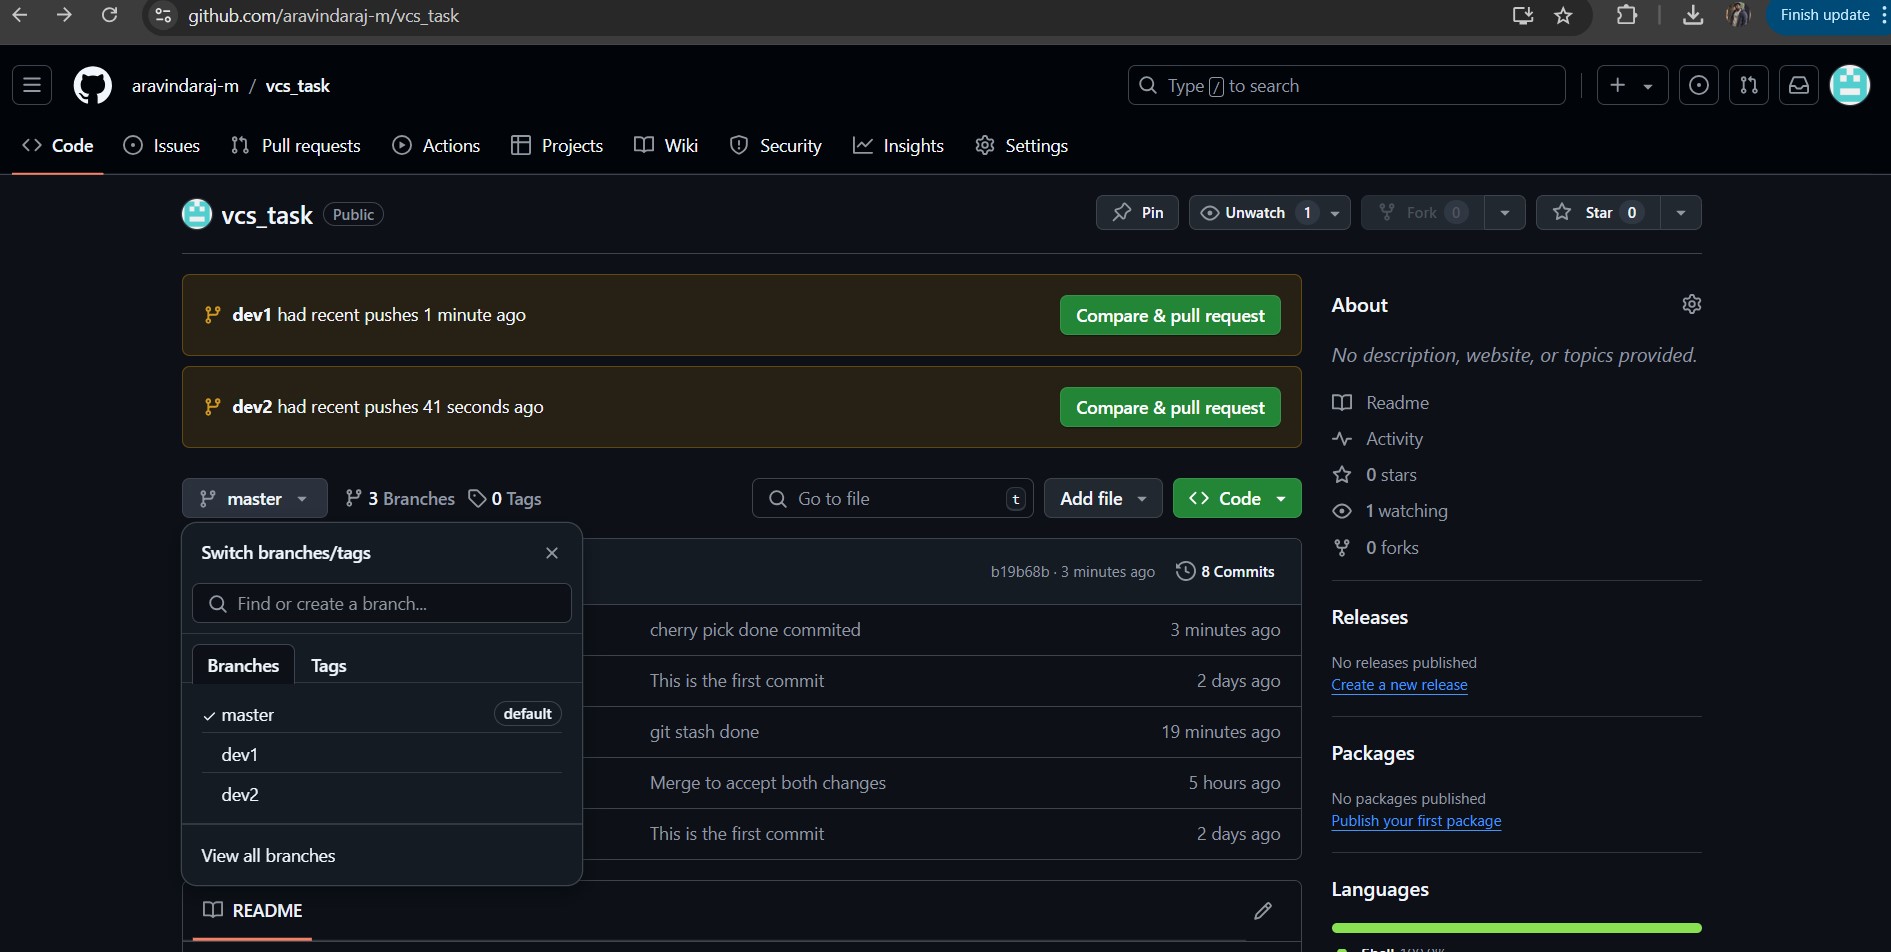 github.com/aravindaraj-m/vcs_task
Finish update
aravindaraj-m / vcs_task
Type / to search
Code
Issues
Pull requests
Actions
Projects
Wiki
Security
Insights
Settings
vcs_task Public
Pin
Unwatch 1
Fork 0
Star 0
dev1 had recent pushes 1 minute ago
Compare & pull request
dev2 had recent pushes 41 seconds ago
Compare & pull request
master
3 Branches
0 Tags
Go to file t
Add file
Code
Switch branches/tags
Find or create a branch...
Branches
Tags
master default
dev1
dev2
View all branches
b19b68b · 3 minutes ago
8 Commits
cherry pick done commited 3 minutes ago
This is the first commit 2 days ago
git stash done 19 minutes ago
Merge to accept both changes 5 hours ago
This is the first commit 2 days ago
README
About
No description, website, or topics provided.
Readme
Activity
0 stars
1 watching
0 forks
Releases
No releases published
Create a new release
Packages
No packages published
Publish your first package
Languages